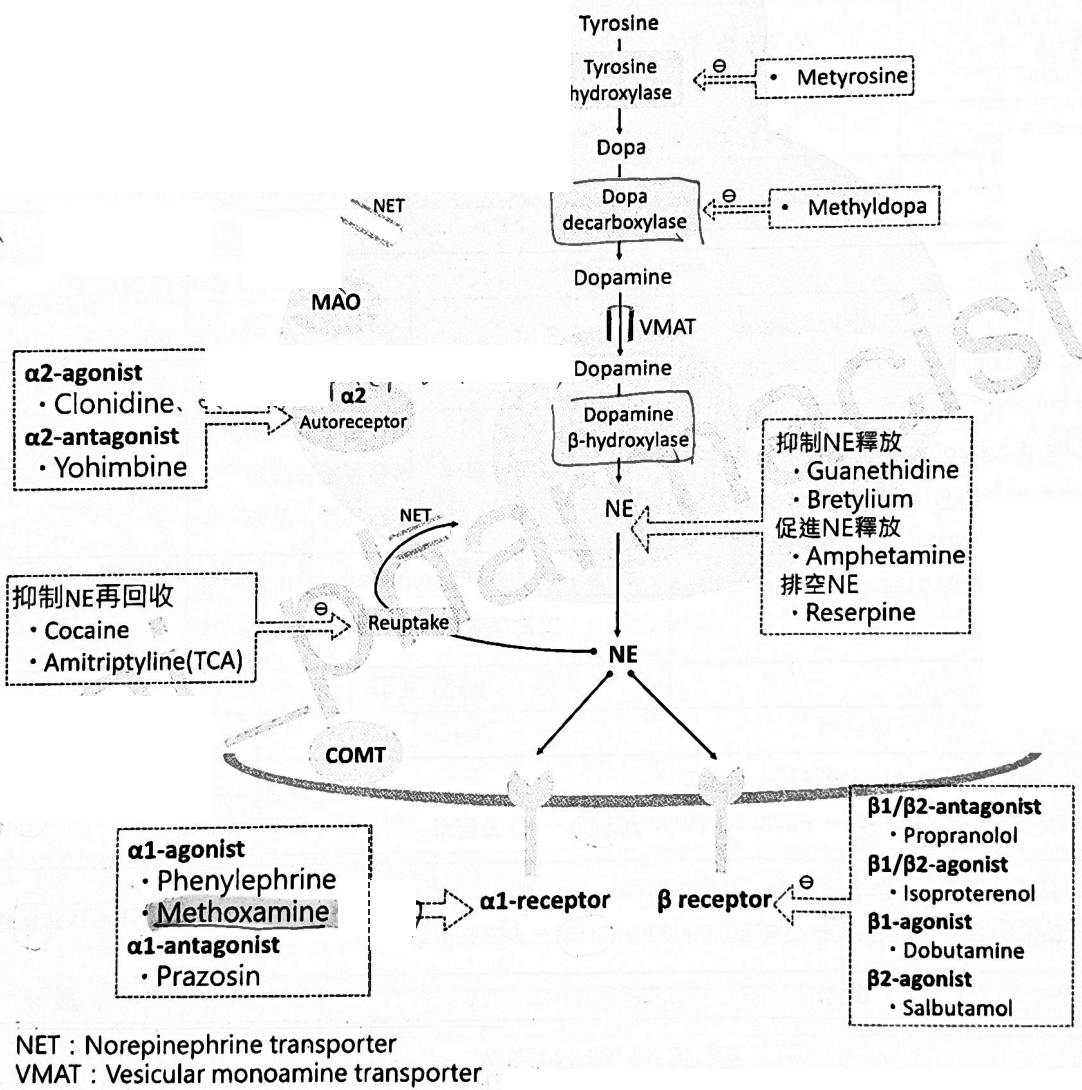 Tyrosine
Tyrosine
hydroxylase
⊖
• Metyrosine
Dopa
Dopa
decarboxylase
⊖
• Methyldopa
NET
Dopamine
MAO
VMAT
Dopamine
α2-agonist
・Clonidine
α2-antagonist
・Yohimbine
α2
Autoreceptor
Dopamine
β-hydroxylase
抑制NE釋放
・Guanethidine
・Bretylium
促進NE釋放
・Amphetamine
排空NE
・Reserpine
NE
NET
抑制NE再回收
・Cocaine
・Amitriptyline(TCA)
⊖
Reuptake
NE
COMT
α1-agonist
・Phenylephrine
・Methoxamine
α1-antagonist
・Prazosin
α1-receptor
β receptor
⊖
β1/β2-antagonist
・Propranolol
β1/β2-agonist
・Isoproterenol
β1-agonist
・Dobutamine
β2-agonist
・Salbutamol
NET：Norepinephrine transporter
VMAT：Vesicular monoamine transporter
pharmacist